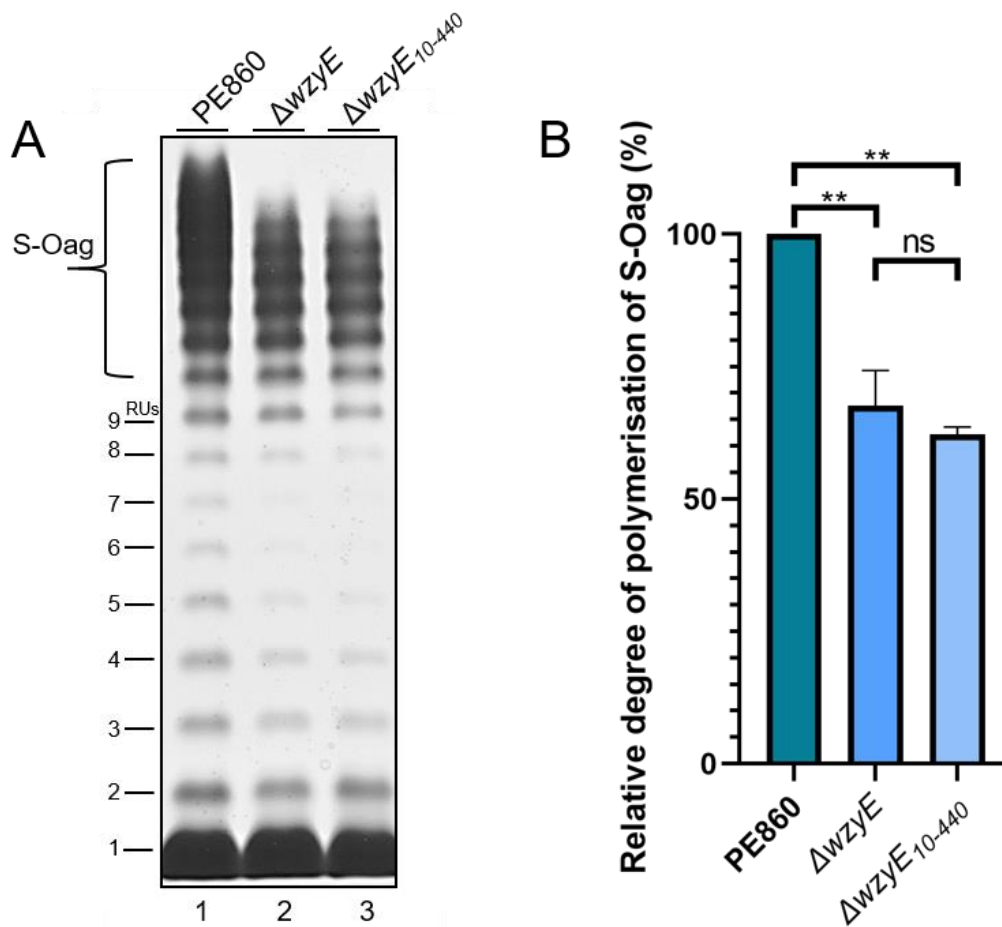 A
PE860
ΔwzyE
ΔwzyE10-440
S-Oag
RUs
9
8
7
6
5
4
3
2
1
1 2 3
B
Relative degree of polymerisation of S-Oag (%)
**
**
ns
100
50
0
PE860
ΔwzyE
ΔwzyE10-440